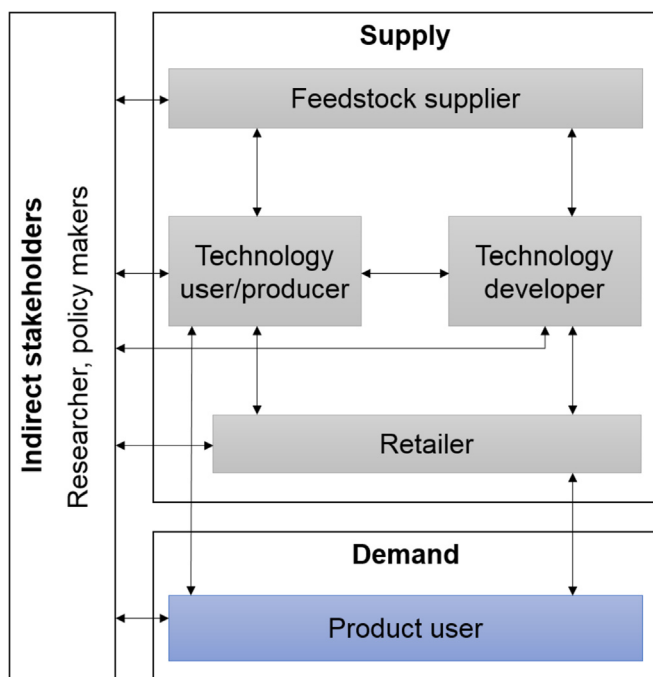 Indirect stakeholders
Researcher, policy makers
Supply
Feedstock supplier
Technology
user/producer
Technology
developer
Retailer
Demand
Product user